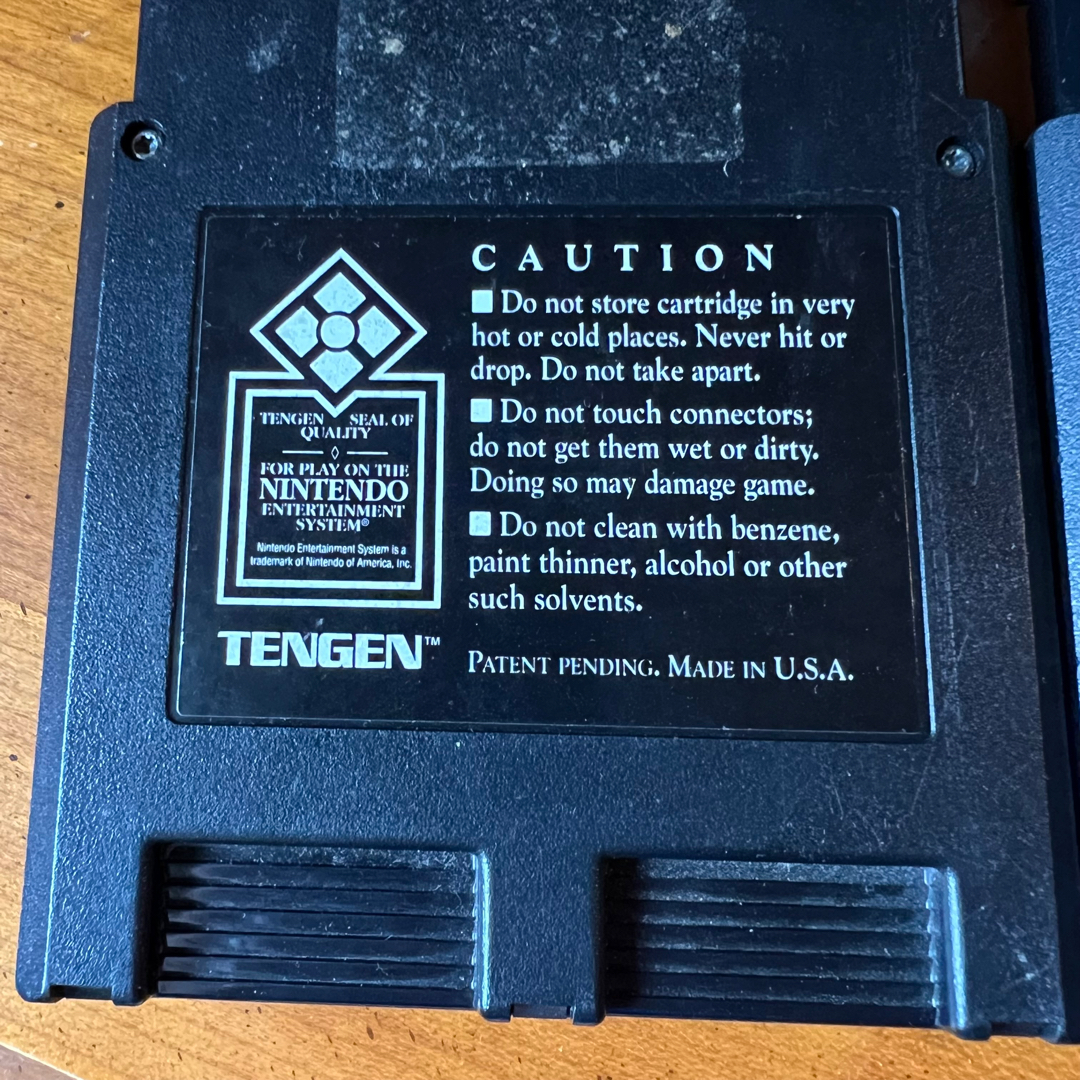 TENGEN SEAL OF
QUALITY
FOR PLAY ON THE
NINTENDO
ENTERTAINMENT
SYSTEM®
Nintendo Entertainment System is a
trademark of Nintendo of America, Inc.
TENGEN™
CAUTION
Do not store cartridge in very
hot or cold places. Never hit or
drop. Do not take apart.
Do not touch connectors;
do not get them wet or dirty.
Doing so may damage game.
Do not clean with benzene,
paint thinner, alcohol or other
such solvents.
PATENT PENDING. MADE IN U.S.A.